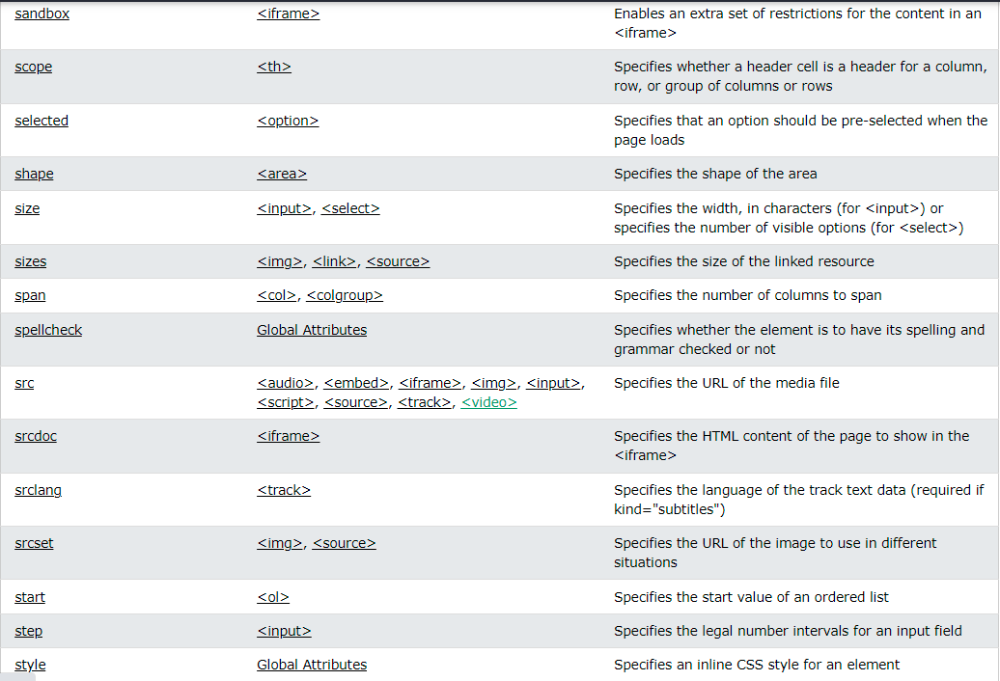 sandbox <iframe> Enables an extra set of restrictions for the content in an
<iframe>
scope <th> Specifies whether a header cell is a header for a column,
row, or group of columns or rows
selected <option> Specifies that an option should be pre-selected when the
page loads
shape <area> Specifies the shape of the area
size <input>, <select> Specifies the width, in characters (for <input>) or
specifies the number of visible options (for <select>)
sizes <img>, <link>, <source> Specifies the size of the linked resource
span <col>, <colgroup> Specifies the number of columns to span
spellcheck Global Attributes Specifies whether the element is to have its spelling and
grammar checked or not
src <audio>, <embed>, <iframe>, <img>, <input>, Specifies the URL of the media file
<script>, <source>, <track>, <video>
srcdoc <iframe> Specifies the HTML content of the page to show in the
<iframe>
srclang <track> Specifies the language of the track text data (required if
kind="subtitles")
srcset <img>, <source> Specifies the URL of the image to use in different
situations
start <ol> Specifies the start value of an ordered list
step <input> Specifies the legal number intervals for an input field
style Global Attributes Specifies an inline CSS style for an element